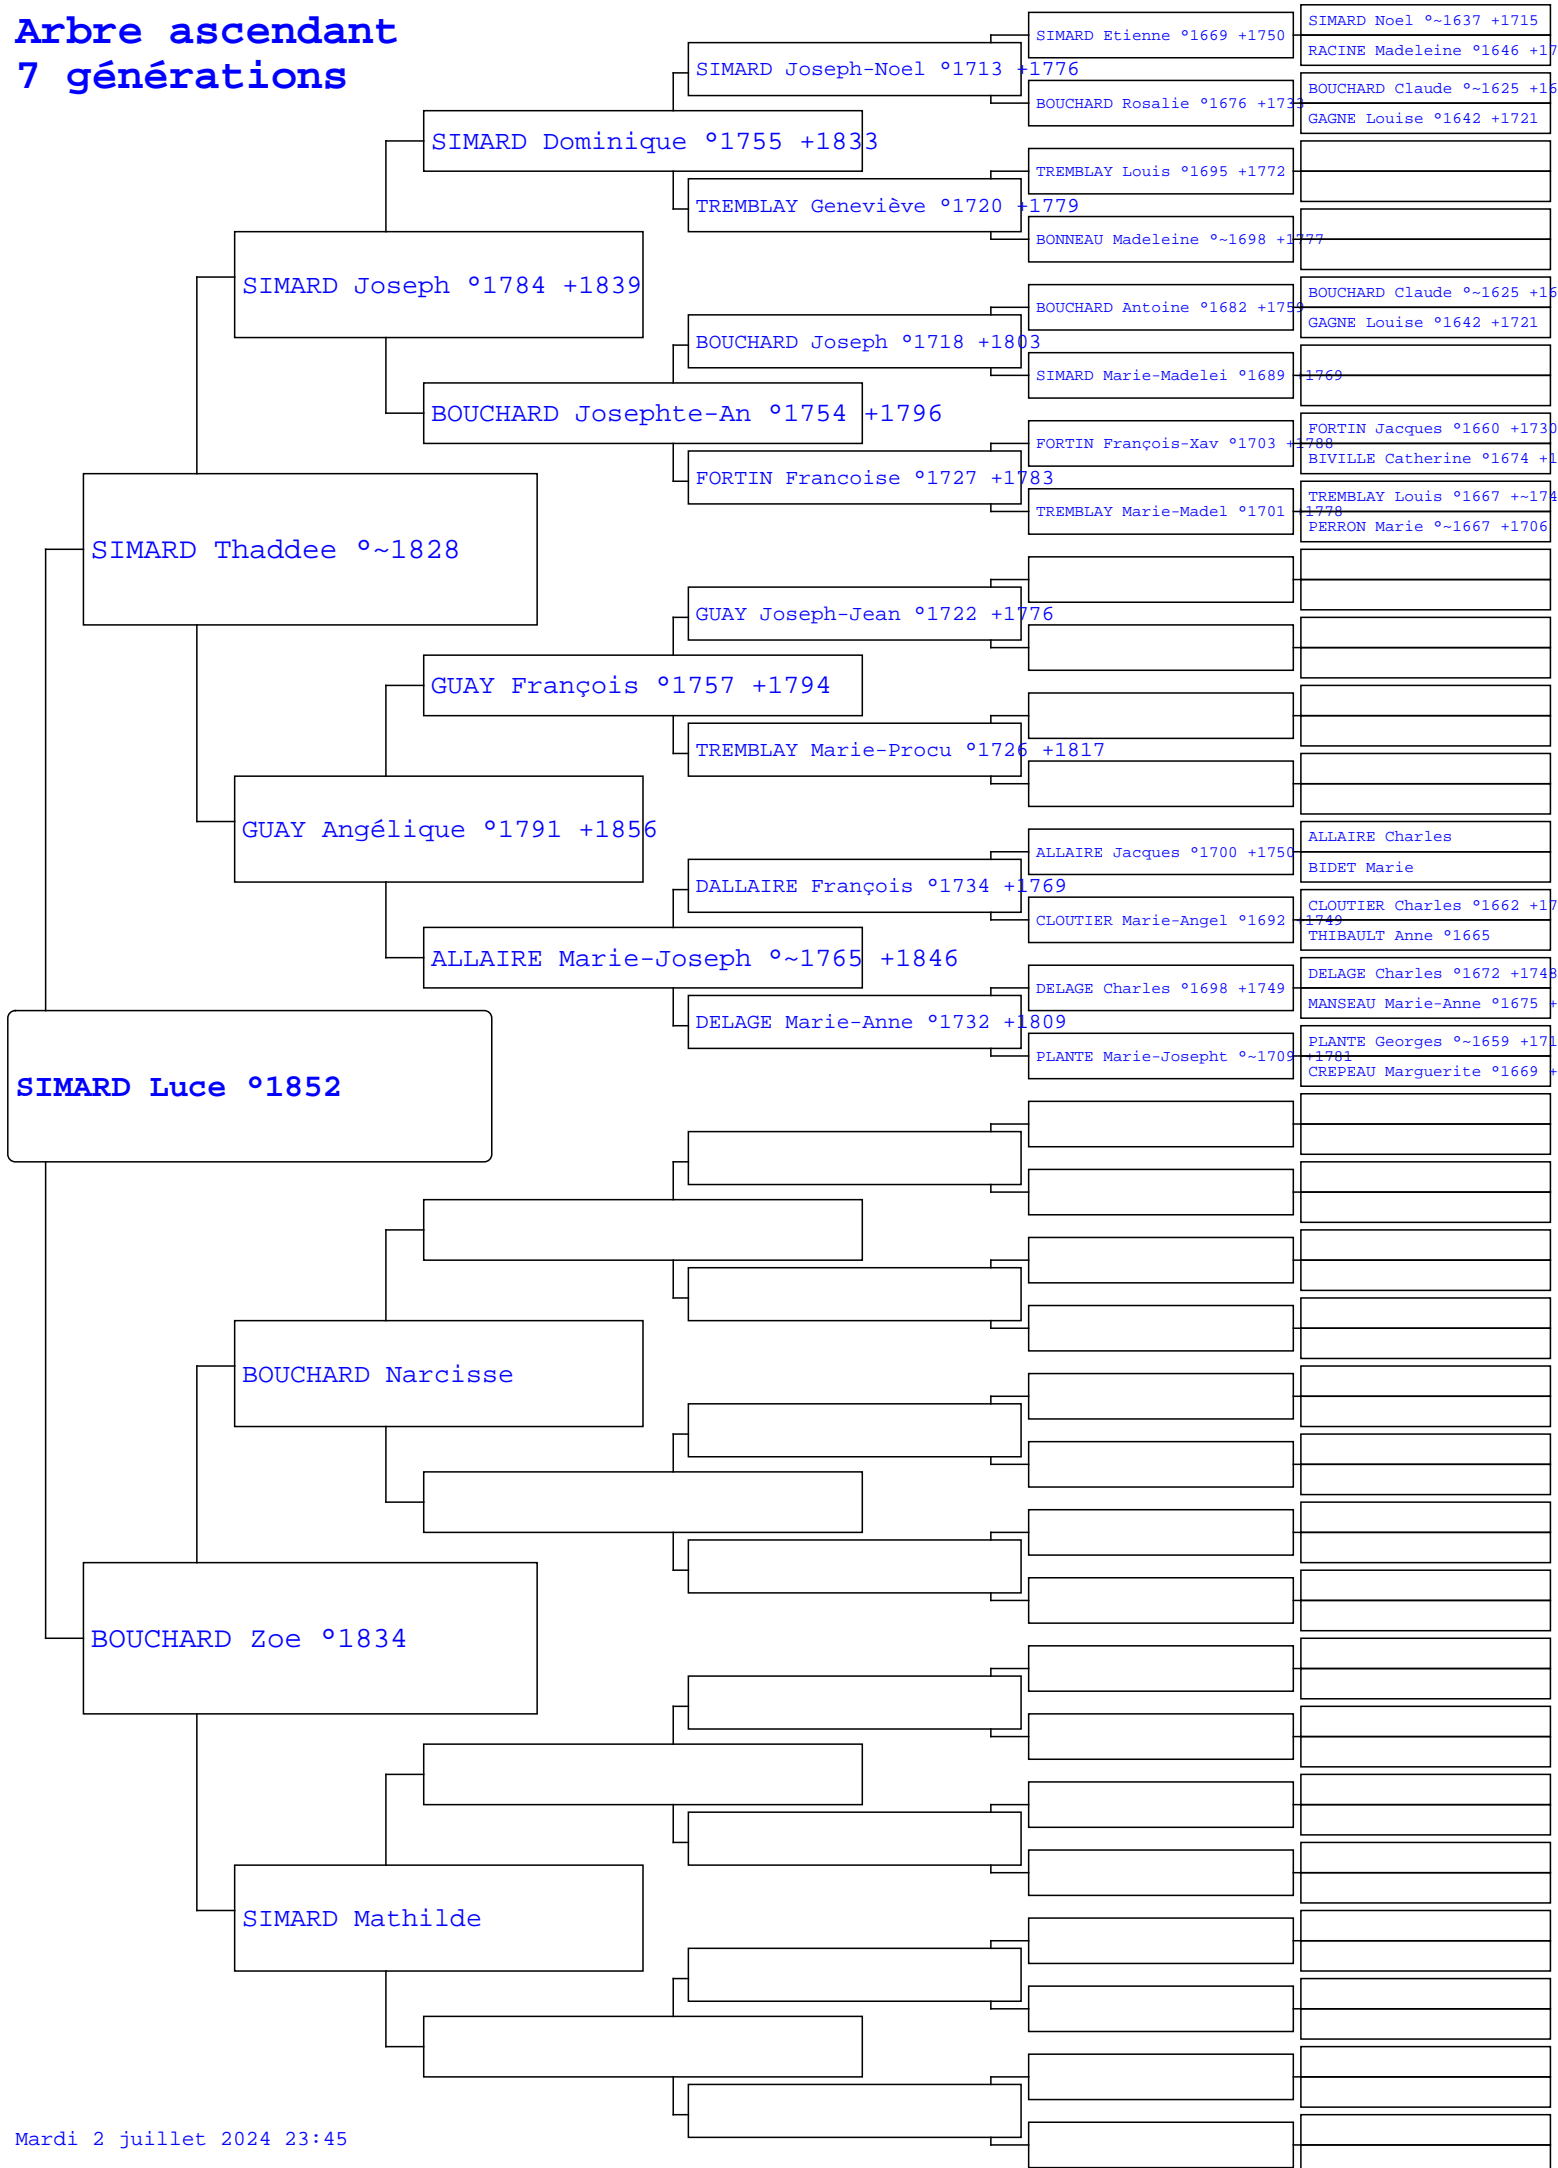 Arbre ascendant
7 générations
SIMARD Luce °1852
SIMARD Thaddee °~1828
BOUCHARD Zoe °1834
SIMARD Joseph °1784 +1839
GUAY Angélique °1791 +1856
BOUCHARD Narcisse
SIMARD Mathilde
SIMARD Dominique °1755 +1833
BOUCHARD Josephte-An °1754 +1796
GUAY François °1757 +1794
ALLAIRE Marie-Joseph °~1765 +1846
SIMARD Joseph-Noel °1713 +1776
TREMBLAY Geneviève °1720 +1779
BOUCHARD Joseph °1718 +1803
FORTIN Francoise °1727 +1783
GUAY Joseph-Jean °1722 +1776
TREMBLAY Marie-Procu °1726 +1817
DALLAIRE François °1734 +1769
DELAGE Marie-Anne °1732 +1809
SIMARD Etienne °1669 +1750
BOUCHARD Rosalie °1676 +1733
TREMBLAY Louis °1695 +1772
BONNEAU Madeleine °~1698 +1777
BOUCHARD Antoine °1682 +1759
SIMARD Marie-Madelei °1689 +1769
FORTIN François-Xav °1703 +1788
TREMBLAY Marie-Madel °1701 +1778
ALLAIRE Jacques °1700 +1750
CLOUTIER Marie-Angel °1692 +1749
DELAGE Charles °1698 +1749
PLANTE Marie-Josepht °~1709 +1781
SIMARD Noel °~1637 +1715
RACINE Madeleine °1646 +17
BOUCHARD Claude °~1625 +16
GAGNE Louise °1642 +1721
BOUCHARD Claude °~1625 +16
GAGNE Louise °1642 +1721
FORTIN Jacques °1660 +1730
BIVILLE Catherine °1674 +1
TREMBLAY Louis °1667 +~174
PERRON Marie °~1667 +1706
ALLAIRE Charles
BIDET Marie
CLOUTIER Charles °1662 +17
THIBAULT Anne °1665
DELAGE Charles °1672 +1748
MANSEAU Marie-Anne °1675 +
PLANTE Georges °~1659 +171
CREPEAU Marguerite °1669 +
Mardi 2 juillet 2024 23:45